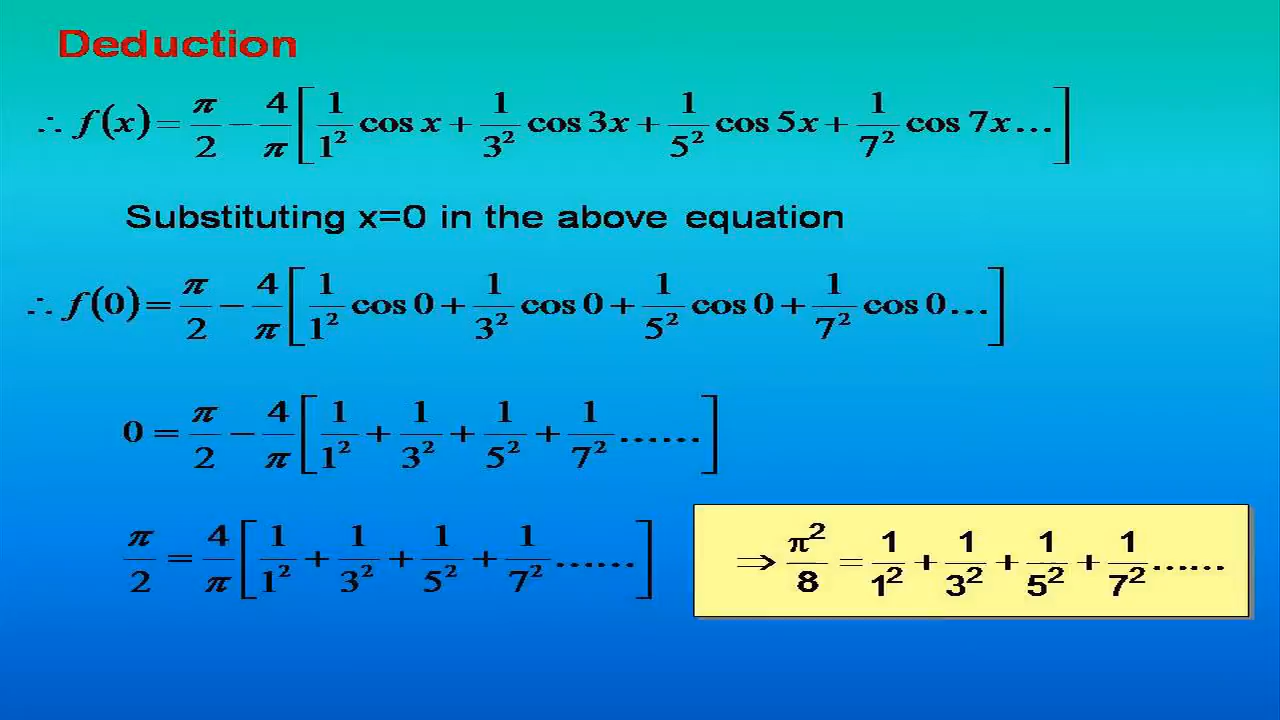 Deduction
∴ f(x) = π/2 − 4/π [ 1/1² cos x + 1/3² cos 3x + 1/5² cos 5x + 1/7² cos 7x… ]
Substituting x=0 in the above equation
∴ f(0) = π/2 − 4/π [ 1/1² cos 0 + 1/3² cos 0 + 1/5² cos 0 + 1/7² cos 0… ]
0 = π/2 − 4/π [ 1/1² + 1/3² + 1/5² + 1/7² …… ]
π/2 = 4/π [ 1/1² + 1/3² + 1/5² + 1/7² …… ]
⇒ π²/8 = 1/1² + 1/3² + 1/5² + 1/7² ……